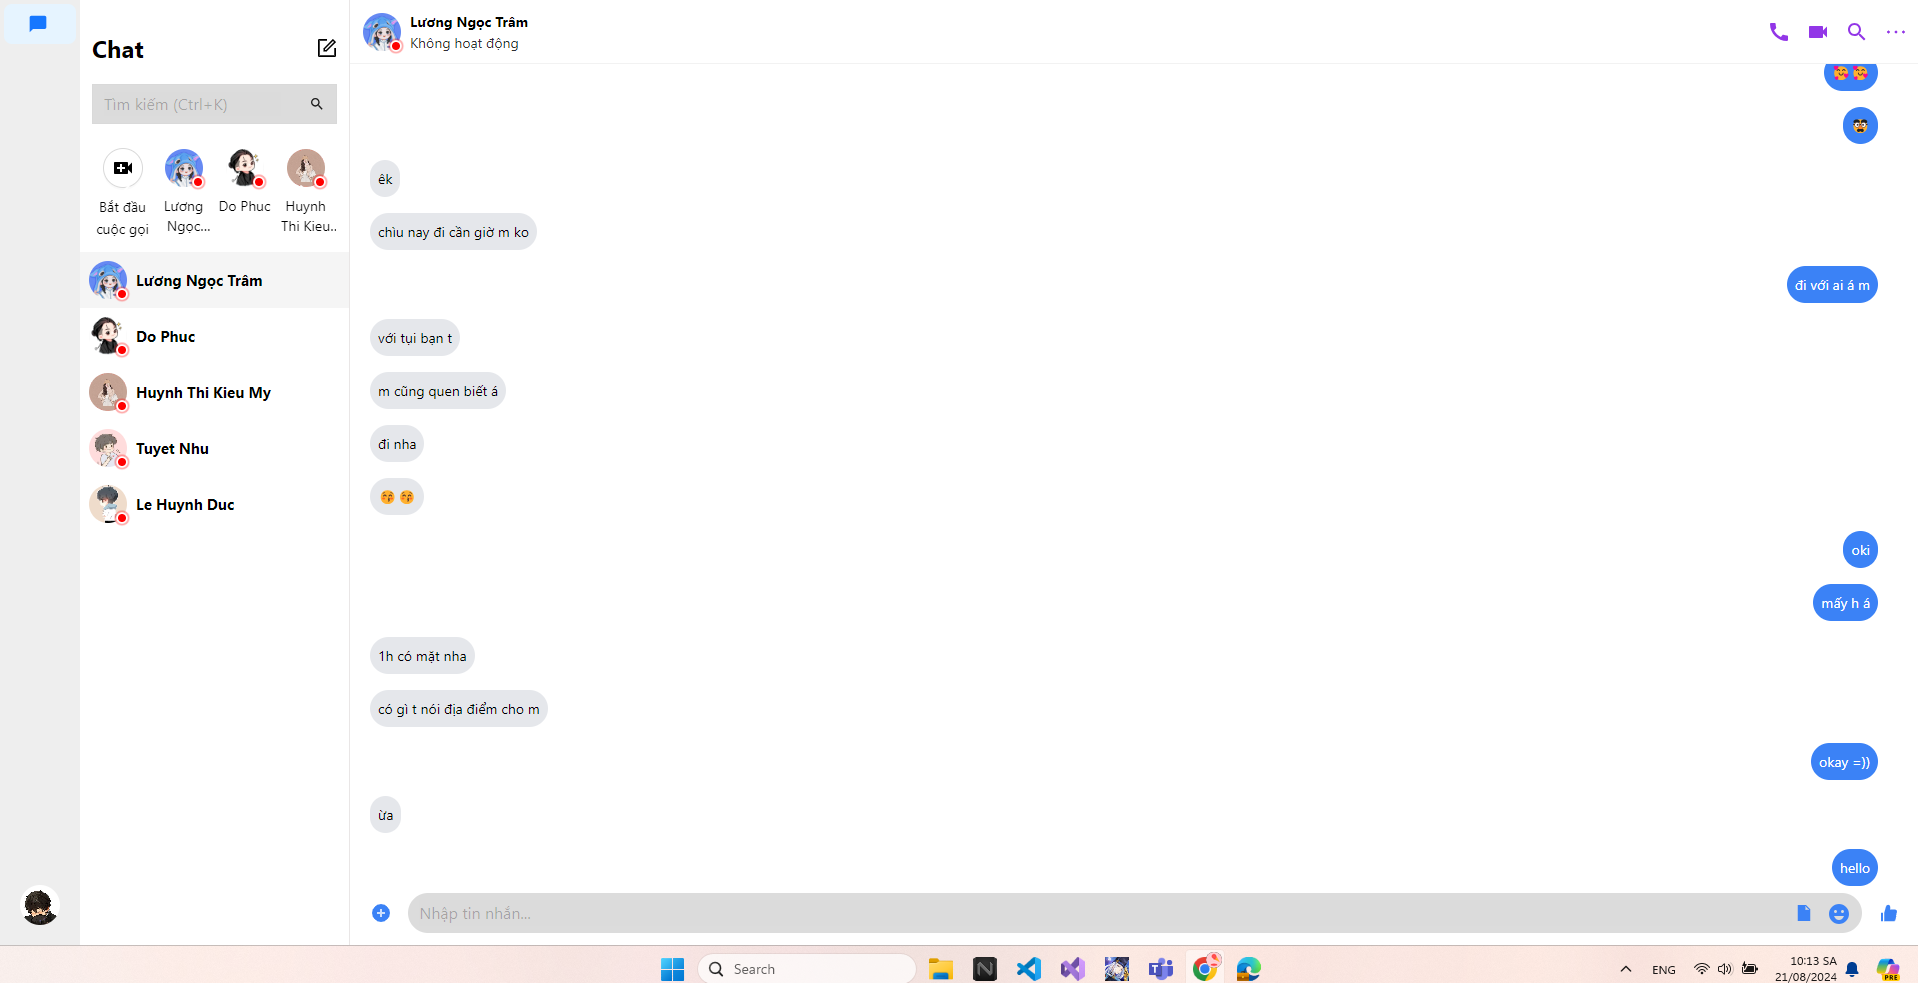 Chat
Tìm kiếm (Ctrl+K)
Bắt đầu
cuộc gọi
Lương
Ngọc...
Do Phuc
Huynh
Thi Kieu..
Lương Ngọc Trâm
Do Phuc
Huynh Thi Kieu My
Tuyet Nhu
Le Huynh Duc
Lương Ngọc Trâm
Không hoạt động
êk
chìu nay đi cần giờ m ko
đi với ai á m
với tụi bạn t
m cũng quen biết á
đi nha
oki
mấy h á
1h có mặt nha
có gì t nói địa điểm cho m
okay =))
ừa
hello
Nhập tin nhắn...
Search
ENG
10:13 SA
21/08/2024
PRE